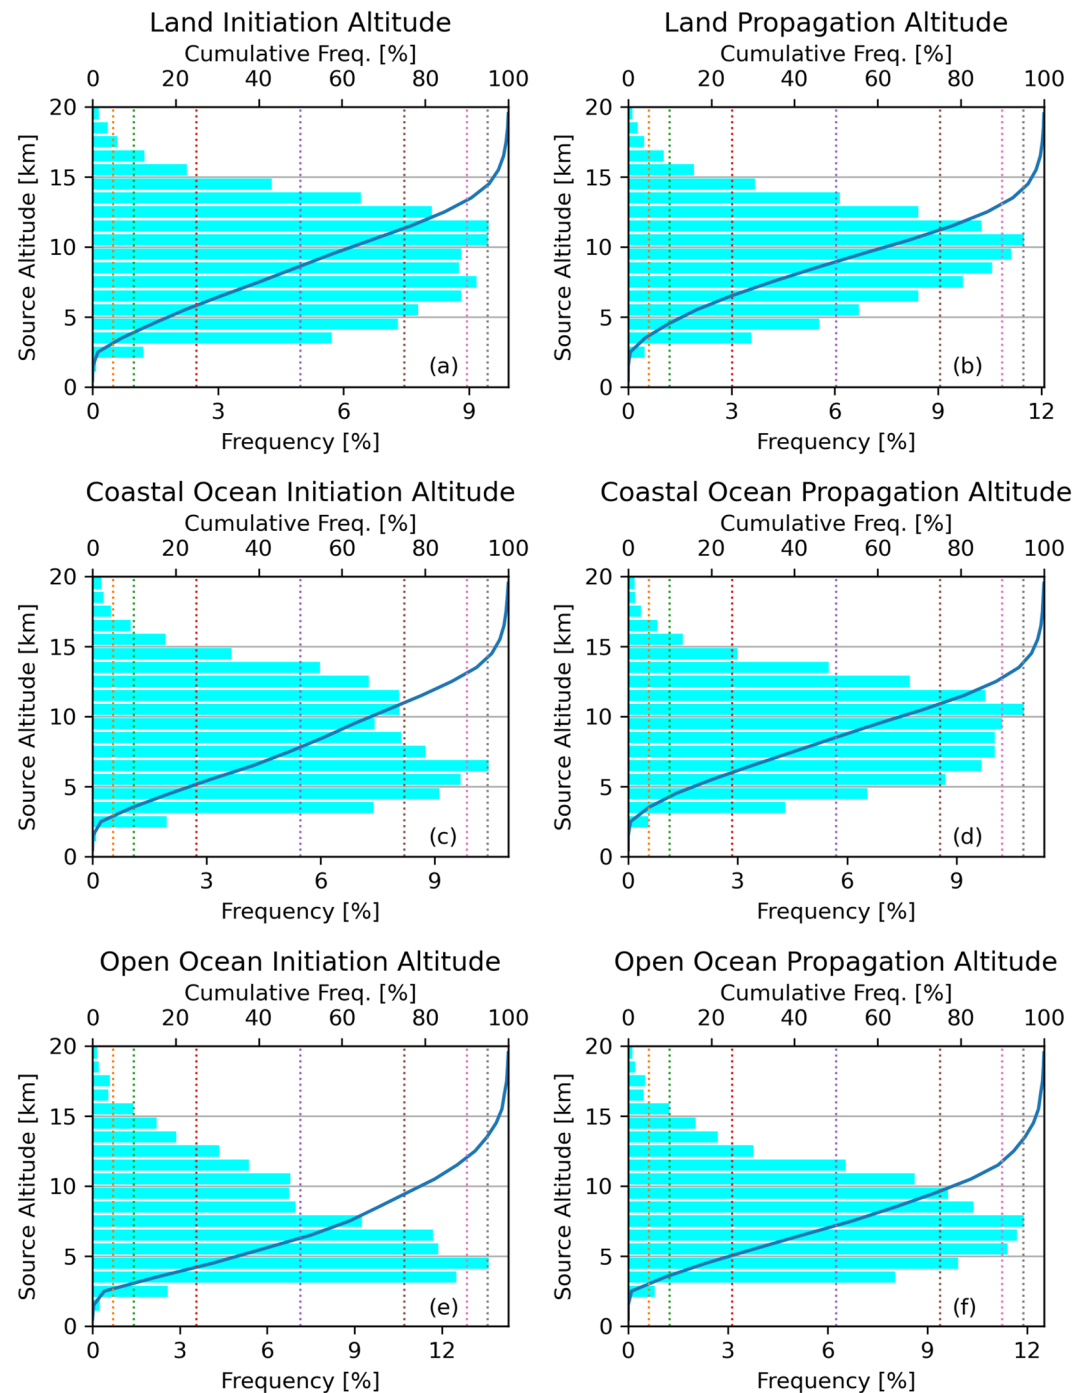 Land Initiation Altitude
Cumulative Freq. [%]
0 20 40 60 80 100
Source Altitude [km]
20
15
10
5
0
(a)
0 3 6 9
Frequency [%]
Land Propagation Altitude
Cumulative Freq. [%]
0 20 40 60 80 100
Source Altitude [km]
20
15
10
5
0
(b)
0 3 6 9 12
Frequency [%]
Coastal Ocean Initiation Altitude
Cumulative Freq. [%]
0 20 40 60 80 100
Source Altitude [km]
20
15
10
5
0
(c)
0 3 6 9
Frequency [%]
Coastal Ocean Propagation Altitude
Cumulative Freq. [%]
0 20 40 60 80 100
Source Altitude [km]
20
15
10
5
0
(d)
0 3 6 9
Frequency [%]
Open Ocean Initiation Altitude
Cumulative Freq. [%]
0 20 40 60 80 100
Source Altitude [km]
20
15
10
5
0
(e)
0 3 6 9 12
Frequency [%]
Open Ocean Propagation Altitude
Cumulative Freq. [%]
0 20 40 60 80 100
Source Altitude [km]
20
15
10
5
0
(f)
0 3 6 9 12
Frequency [%]